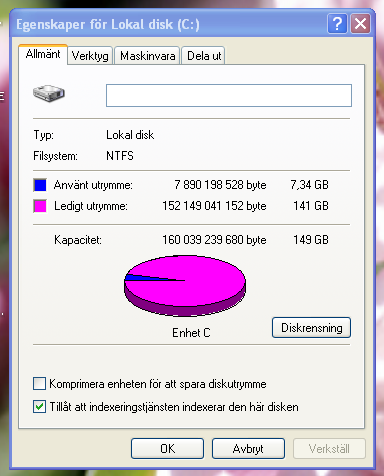 Egenskaper för Lokal disk (C:)
Allmänt Verktyg Maskinvara Dela ut
Typ: Lokal disk
Filsystem: NTFS
Använt utrymme: 7 890 198 528 byte 7,34 GB
Ledigt utrymme: 152 149 041 152 byte 141 GB
Kapacitet: 160 039 239 680 byte 149 GB
Enhet C
Diskrensning
Komprimera enheten för att spara diskutrymme
Tillåt att indexeringstjänsten indexerar den här disken
OK Avbryt Verkställ